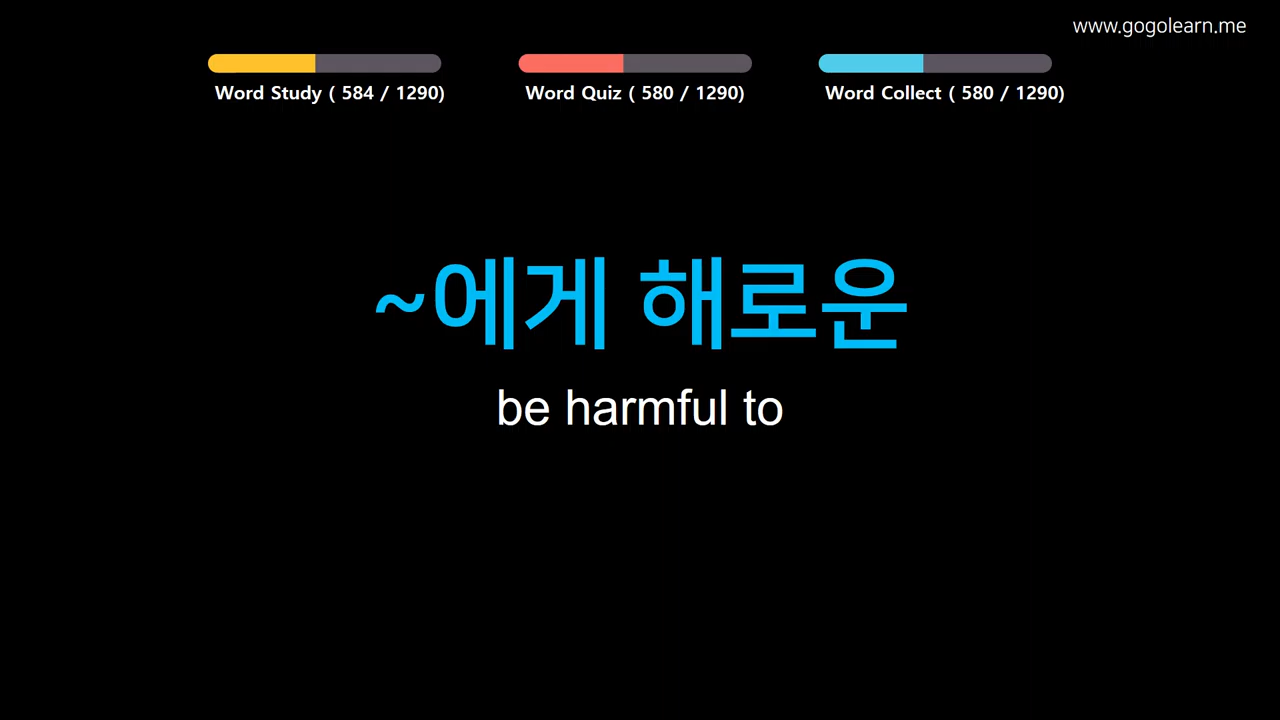 www.gogolearn.me
Word Study ( 584 / 1290)
Word Quiz ( 580 / 1290)
Word Collect ( 580 / 1290)
~에게 해로운
be harmful to